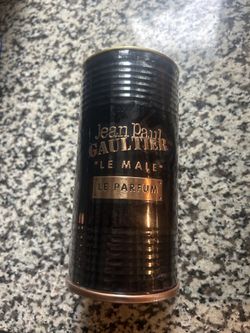 Jean Paul
GAULTIER
"LE MALE"
LE PARFUM